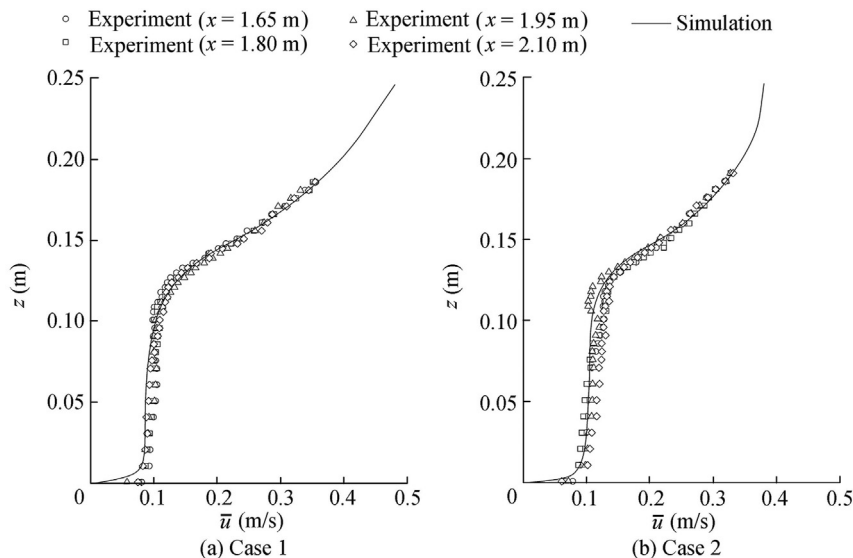 Experiment (x = 1.65 m) Experiment (x = 1.95 m) Simulation
Experiment (x = 1.80 m) Experiment (x = 2.10 m)
0.25 0.25
0.20 0.20
0.15 0.15
z (m) z (m)
0.10 0.10
0.05 0.05
0.1 0.2 0.3 0.4 0.5 0.1 0.2 0.3 0.4 0.5
u̅ (m/s) u̅ (m/s)
(a) Case 1 (b) Case 2